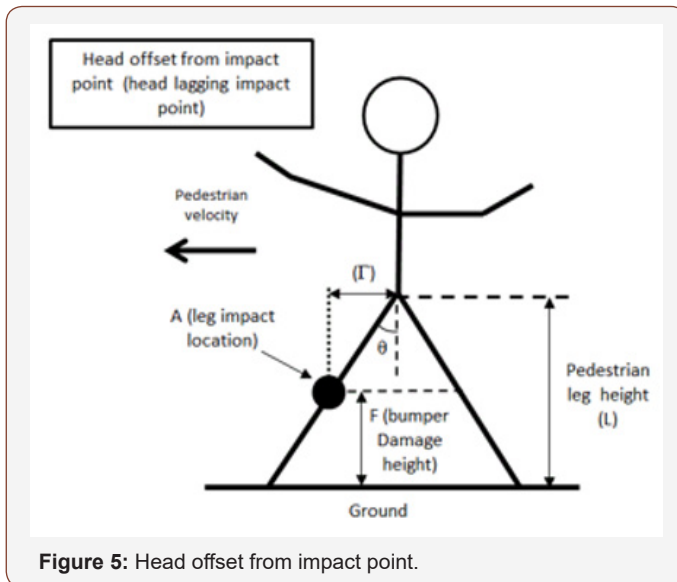 Head offset from impact
point (head lagging impact
point)
Pedestrian
velocity
(Γ)
A (leg impact
location)
θ
F (bumper
Damage
height)
Pedestrian
leg height
(L)
Ground
Figure 5: Head offset from impact point.